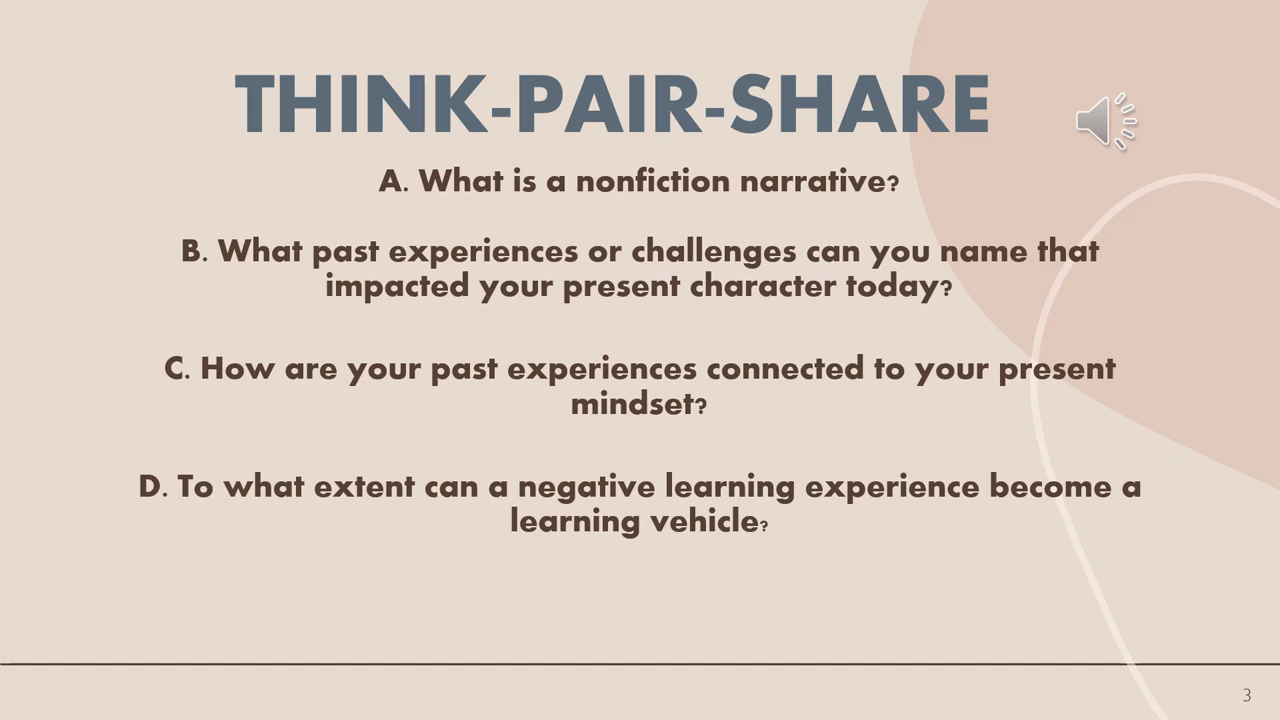 THINK-PAIR-SHARE
A. What is a nonfiction narrative?
B. What past experiences or challenges can you name that
impacted your present character today?
C. How are your past experiences connected to your present
mindset?
D. To what extent can a negative learning experience become a
learning vehicle?
3